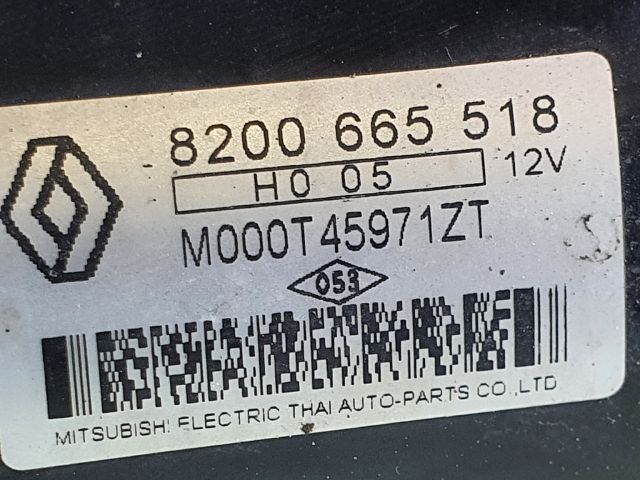 8200 665 518
H0 05 12V
M000T45971ZT
053
MITSUBISHI ELECTRIC THAI AUTO-PARTS CO.,LTD